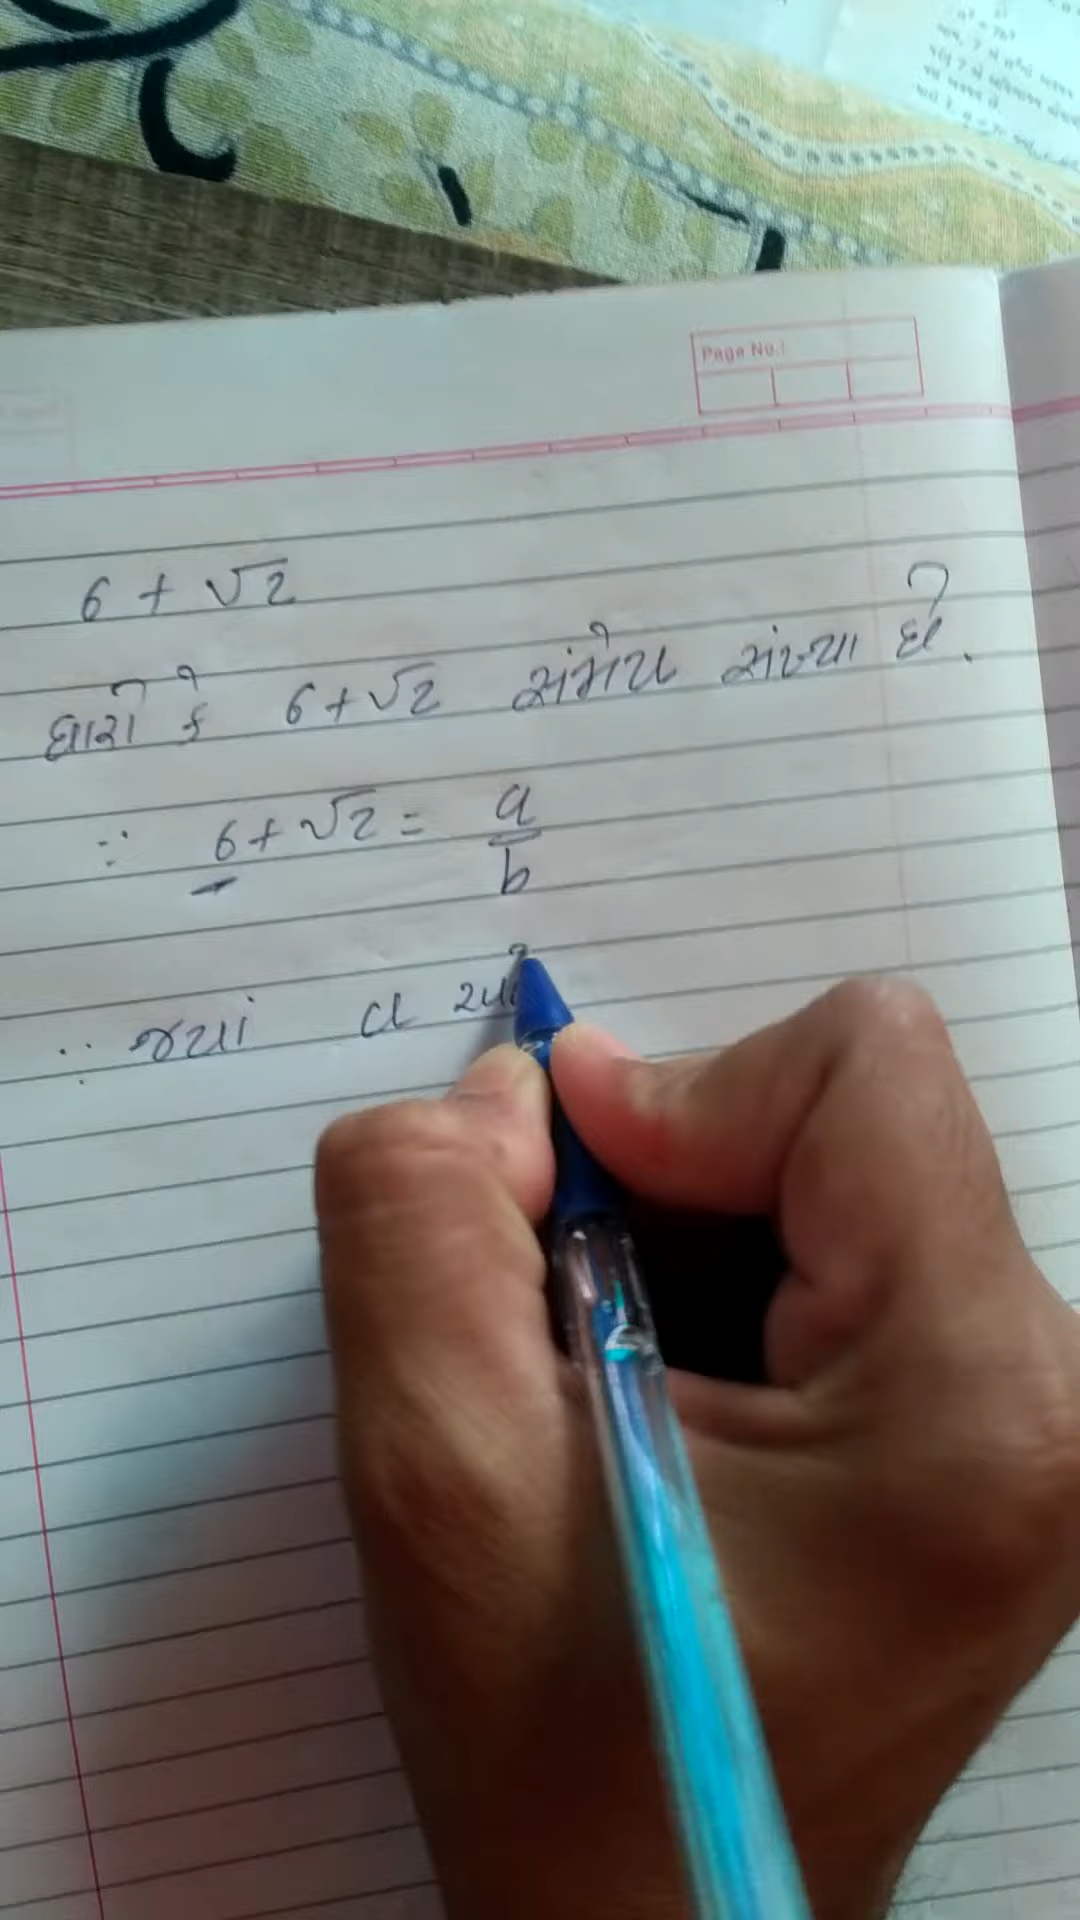 Page No.:
6 + √2
ધારો કે 6+√2 સંમેય સંખ્યા છે.
∵ 6+√2 = a/b
∴ જ્યાં a અને